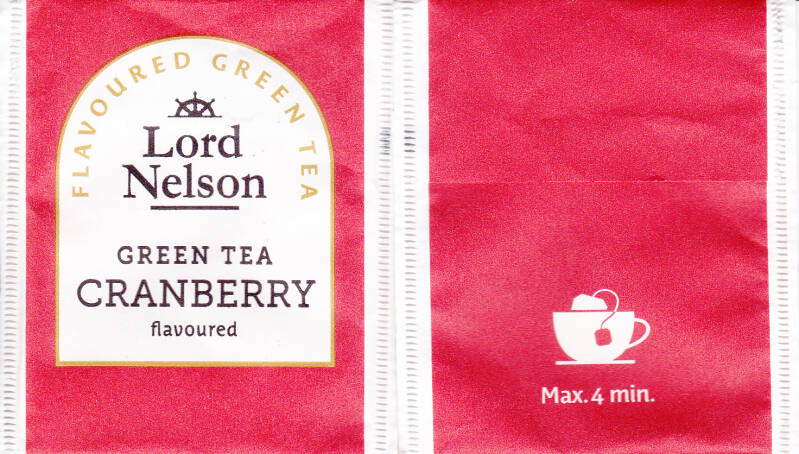 FLAVOURED GREEN TEA
Lord
Nelson
GREEN TEA
CRANBERRY
flavoured
Max. 4 min.